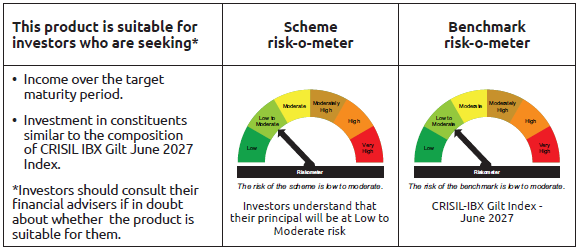 This product is suitable for
investors who are seeking*
• Income over the target
maturity period.
• Investment in constituents
similar to the composition
of CRISIL IBX Gilt June 2027
Index.
*Investors should consult their
financial advisers if in doubt
about whether the product is
suitable for them.
Scheme
risk-o-meter
Low
Low to
Moderate
Moderate
Moderately
High
High
Very
High
Riskometer
The risk of the scheme is low to moderate.
Investors understand that
their principal will be at Low to
Moderate risk
Benchmark
risk-o-meter
Low
Low to
Moderate
Moderate
Moderately
High
High
Very
High
Riskometer
The risk of the benchmark is low to moderate.
CRISIL-IBX Gilt Index -
June 2027